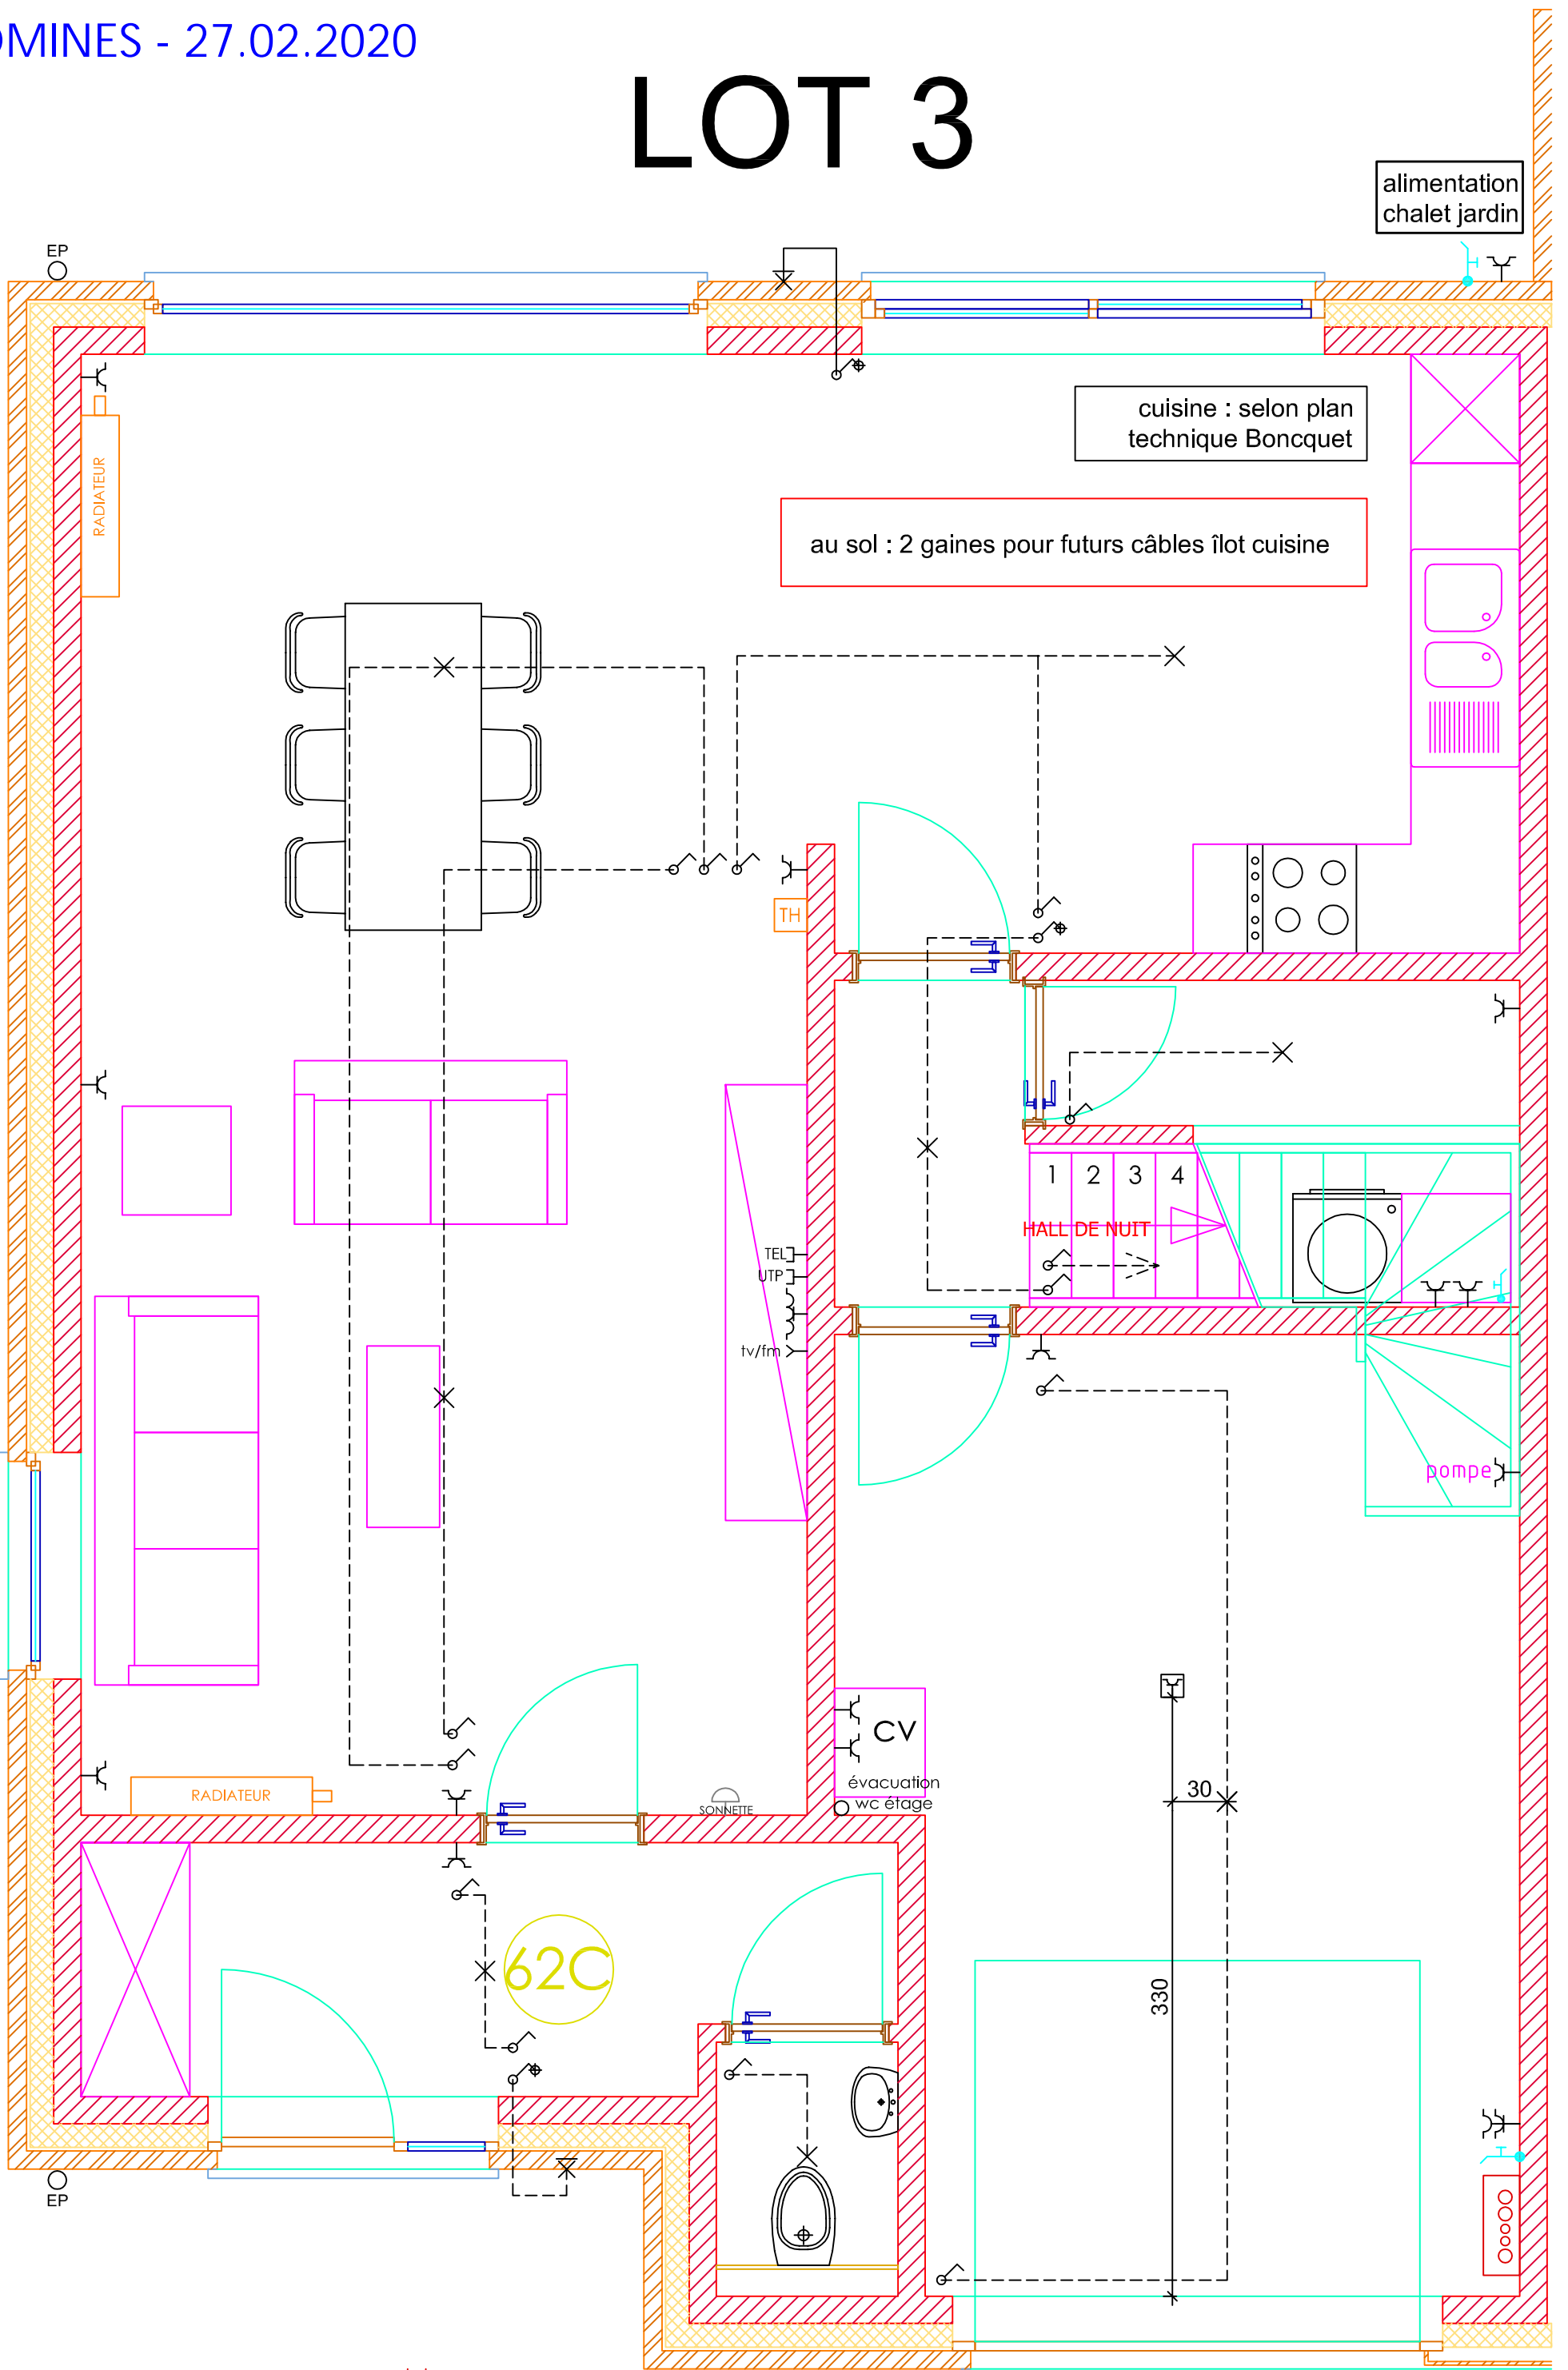 OMINES - 27.02.2020
LOT 3
alimentation
chalet jardin
EP
cuisine : selon plan
technique Boncquet
RADIATEUR
au sol : 2 gaines pour futurs câbles îlot cuisine
TH
1 2 3 4
HALL DE NUIT
TEL
UTP
tv/fm
pompe
CV
évacuation
wc étage
30
RADIATEUR
SONNETTE
62C
330
EP